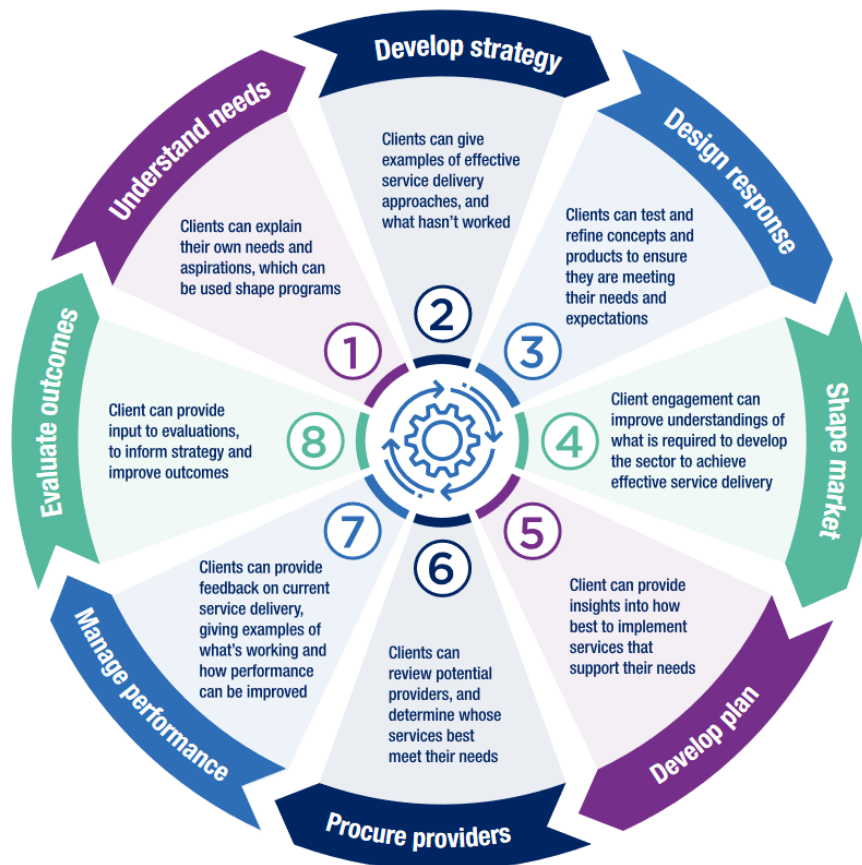 Understand needs
Clients can explain
their own needs and
aspirations, which can
be used shape programs
1
Develop strategy
Clients can give
examples of effective
service delivery
approaches, and
what hasn't worked
2
Design response
Clients can test and
refine concepts and
products to ensure
they are meeting
their needs and
expectations
3
Shape market
Client engagement can
improve understandings of
what is required to develop
the sector to achieve
effective service delivery
4
Develop plan
Client can provide
insights into how
best to implement
services that
support their needs
5
Procure providers
Clients can
review potential
providers, and
determine whose
services best
meet their needs
6
Manage performance
Clients can provide
feedback on current
service delivery,
giving examples of
what's working and
how performance
can be improved
7
Evaluate outcomes
Client can provide
input to evaluations,
to inform strategy and
improve outcomes
8